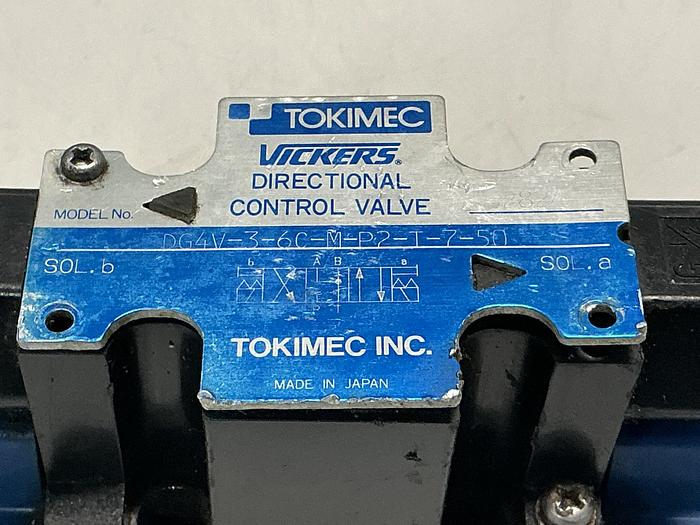 TOKIMEC
VICKERS®
DIRECTIONAL
CONTROL VALVE
MODEL No.
DG4V-3-6C-M-P2-T-7-50
SOL.b
SOL.a
b A B a
TOKIMEC INC.
MADE IN JAPAN